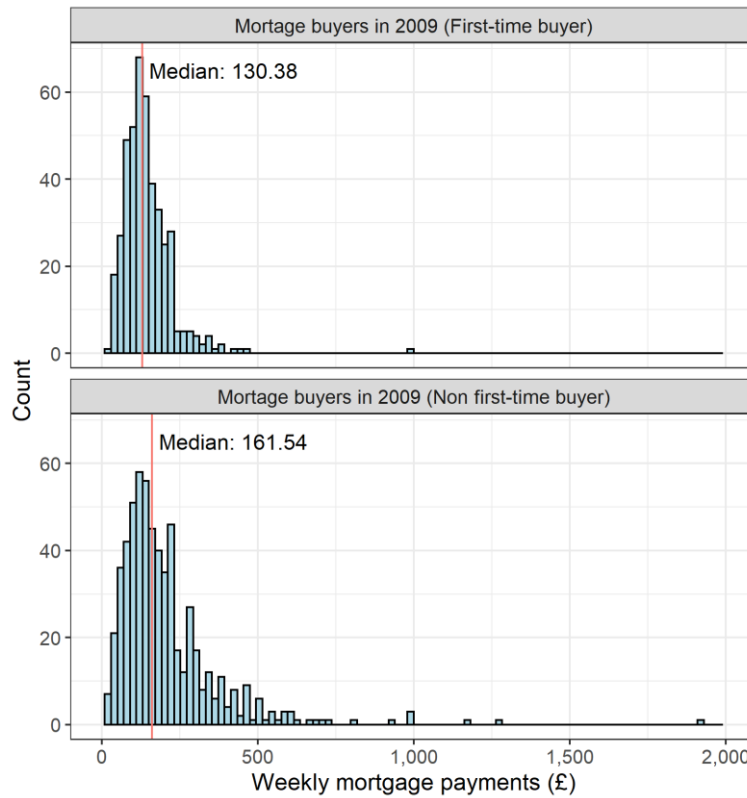 Mortage buyers in 2009 (First-time buyer)
Median: 130.38
60
40
20
0
Count
Mortage buyers in 2009 (Non first-time buyer)
Median: 161.54
60
40
20
0
0 500 1,000 1,500 2,000
Weekly mortgage payments (£)